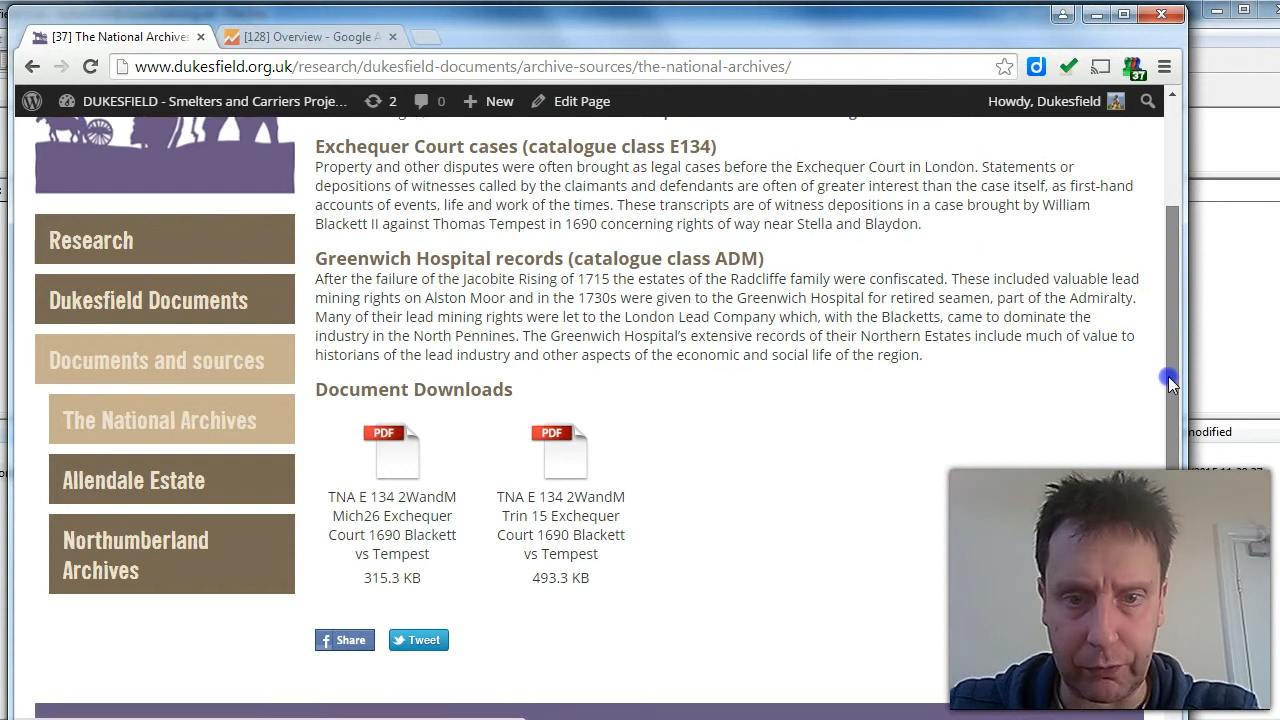 [37] The National Archives
[128] Overview - Google A
www.dukesfield.org.uk/research/dukesfield-documents/archive-sources/the-national-archives/
37
DUKESFIELD - Smelters and Carriers Proje... 2 0 New Edit Page Howdy, Dukesfield
Exchequer Court cases (catalogue class E134)
Property and other disputes were often brought as legal cases before the Exchequer Court in London. Statements or
depositions of witnesses called by the claimants and defendants are often of greater interest than the case itself, as first-hand
accounts of events, life and work of the times. These transcripts are of witness depositions in a case brought by William
Blackett II against Thomas Tempest in 1690 concerning rights of way near Stella and Blaydon.
Greenwich Hospital records (catalogue class ADM)
After the failure of the Jacobite Rising of 1715 the estates of the Radcliffe family were confiscated. These included valuable lead
mining rights on Alston Moor and in the 1730s were given to the Greenwich Hospital for retired seamen, part of the Admiralty.
Many of their lead mining rights were let to the London Lead Company which, with the Blacketts, came to dominate the
industry in the North Pennines. The Greenwich Hospital's extensive records of their Northern Estates include much of value to
historians of the lead industry and other aspects of the economic and social life of the region.
Document Downloads
PDF
TNA E 134 2WandM
Mich26 Exchequer
Court 1690 Blackett
vs Tempest
315.3 KB
PDF
TNA E 134 2WandM
Trin 15 Exchequer
Court 1690 Blackett
vs Tempest
493.3 KB
Share
Tweet
Research
Dukesfield Documents
Documents and sources
The National Archives
Allendale Estate
Northumberland
Archives
modified